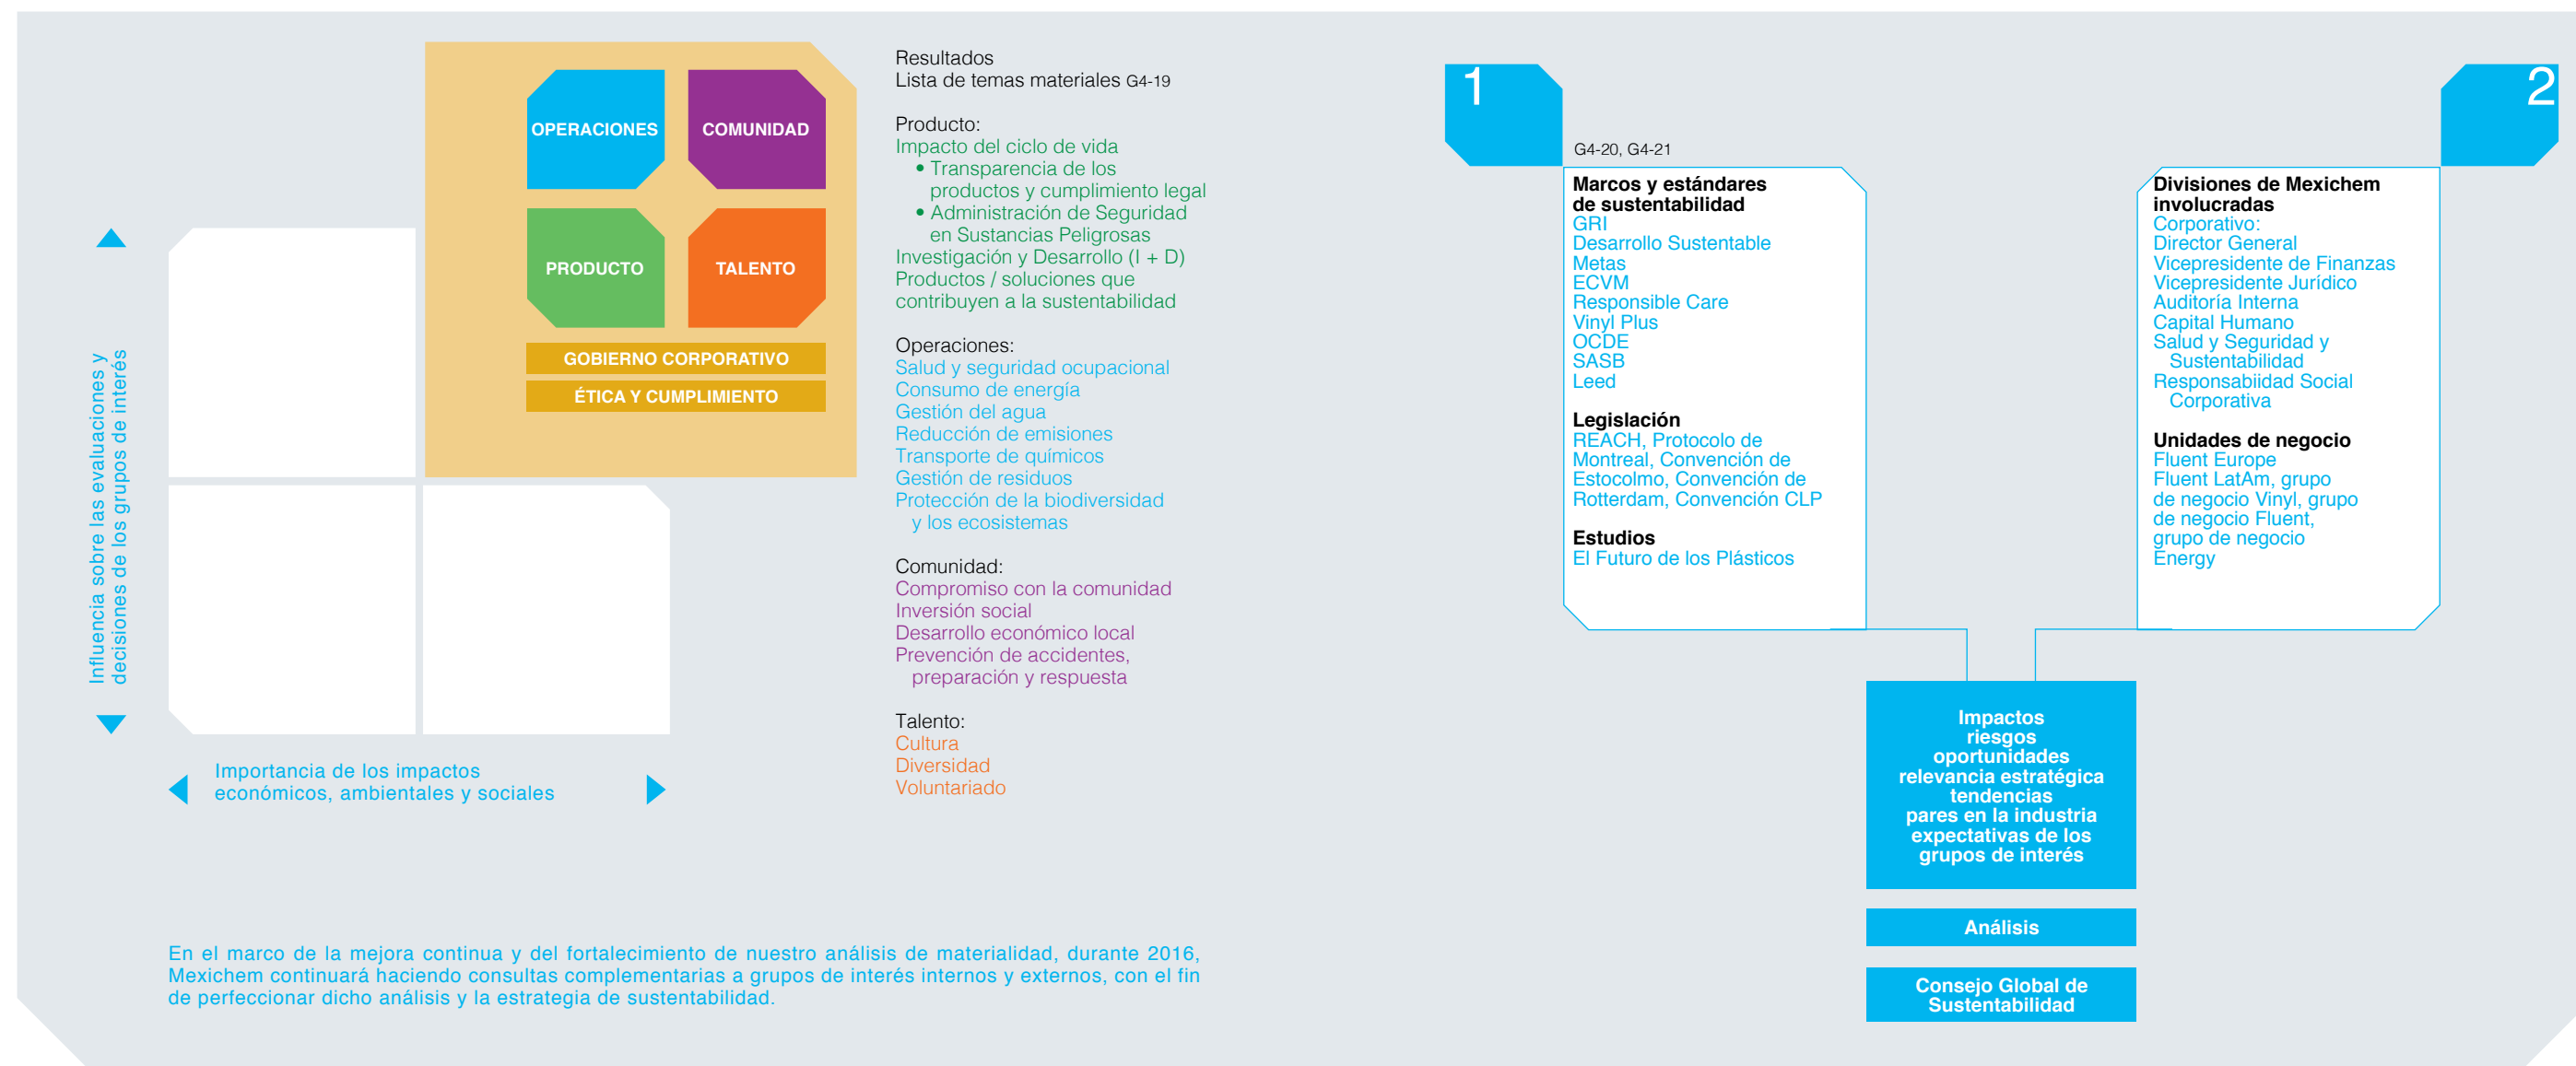 OPERACIONES
COMUNIDAD
PRODUCTO
TALENTO
GOBIERNO CORPORATIVO
ÉTICA Y CUMPLIMIENTO
Influencia sobre las evaluaciones y
decisiones de los grupos de interés
Importancia de los impactos
económicos, ambientales y sociales
Resultados
Lista de temas materiales G4-19
Producto:
Impacto del ciclo de vida
• Transparencia de los
productos y cumplimiento legal
• Administración de Seguridad
en Sustancias Peligrosas
Investigación y Desarrollo (I + D)
Productos / soluciones que
contribuyen a la sustentabilidad
Operaciones:
Salud y seguridad ocupacional
Consumo de energía
Gestión del agua
Reducción de emisiones
Transporte de químicos
Gestión de residuos
Protección de la biodiversidad
y los ecosistemas
Comunidad:
Compromiso con la comunidad
Inversión social
Desarrollo económico local
Prevención de accidentes,
preparación y respuesta
Talento:
Cultura
Diversidad
Voluntariado
En el marco de la mejora continua y del fortalecimiento de nuestro análisis de materialidad, durante 2016,
Mexichem continuará haciendo consultas complementarias a grupos de interés internos y externos, con el fin
de perfeccionar dicho análisis y la estrategia de sustentabilidad.
1
G4-20, G4-21
Marcos y estándares
de sustentabilidad
GRI
Desarrollo Sustentable
Metas
ECVM
Responsible Care
Vinyl Plus
OCDE
SASB
Leed
Legislación
REACH, Protocolo de
Montreal, Convención de
Estocolmo, Convención de
Rotterdam, Convención CLP
Estudios
El Futuro de los Plásticos
2
Divisiones de Mexichem
involucradas
Corporativo:
Director General
Vicepresidente de Finanzas
Vicepresidente Jurídico
Auditoría Interna
Capital Humano
Salud y Seguridad y
Sustentabilidad
Responsabiidad Social
Corporativa
Unidades de negocio
Fluent Europe
Fluent LatAm, grupo
de negocio Vinyl, grupo
de negocio Fluent,
grupo de negocio
Energy
Impactos
riesgos
oportunidades
relevancia estratégica
tendencias
pares en la industria
expectativas de los
grupos de interés
Análisis
Consejo Global de
Sustentabilidad